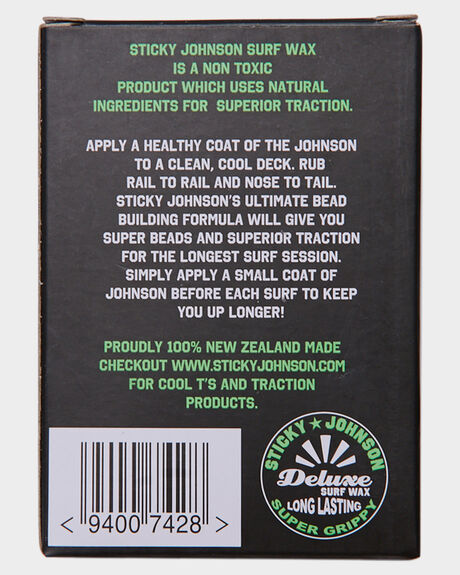 STICKY JOHNSON SURF WAX
IS A NON TOXIC
PRODUCT WHICH USES NATURAL
INGREDIENTS FOR SUPERIOR TRACTION.
APPLY A HEALTHY COAT OF THE JOHNSON
TO A CLEAN, COOL DECK. RUB
RAIL TO RAIL AND NOSE TO TAIL.
STICKY JOHNSON'S ULTIMATE BEAD
BUILDING FORMULA WILL GIVE YOU
SUPER BEADS AND SUPERIOR TRACTION
FOR THE LONGEST SURF SESSION.
SIMPLY APPLY A SMALL COAT OF
JOHNSON BEFORE EACH SURF TO KEEP
YOU UP LONGER!
PROUDLY 100% NEW ZEALAND MADE
CHECKOUT WWW.STICKYJOHNSON.COM
FOR COOL T'S AND TRACTION
PRODUCTS.
< 9400 7428 >
STICKY ★ JOHNSON
Deluxe
SURF WAX
LONG LASTING
SUPER GRIPPY